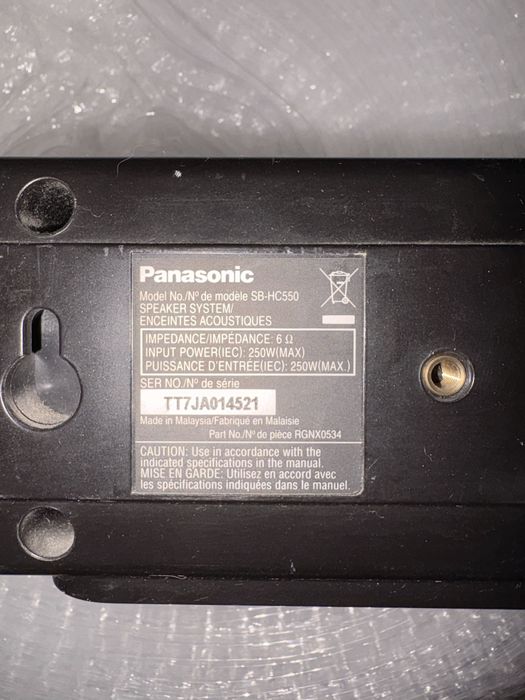 Panasonic
Model No./Nº de modèle SB-HC550
SPEAKER SYSTEM/
ENCEINTES ACOUSTIQUES
IMPEDANCE/IMPÉDANCE: 6 Ω
INPUT POWER(IEC): 250W(MAX)
PUISSANCE D'ENTRÉE(IEC): 250W(MAX.)
SER NO./Nº de série
TT7JA014521
Made in Malaysia/Fabriqué en Malaisie
Part No./Nº de pièce RGNX0534
CAUTION: Use in accordance with the
indicated specifications in the manual.
MISE EN GARDE: Utilisez en accord avec
les spécifications indiquées dans le manuel.